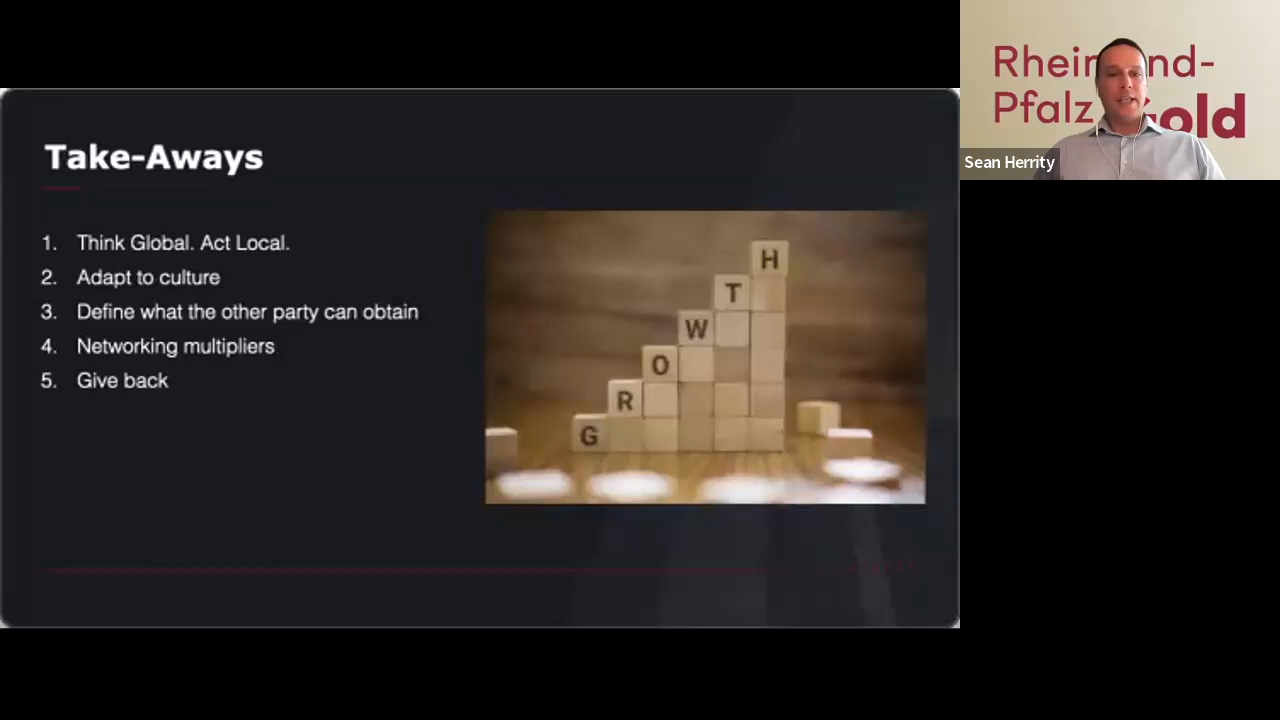 Take-Aways
1. Think Global. Act Local.
2. Adapt to culture
3. Define what the other party can obtain
4. Networking multipliers
5. Give back
G
R
O
W
T
H
Pfalz
Sean Herrity